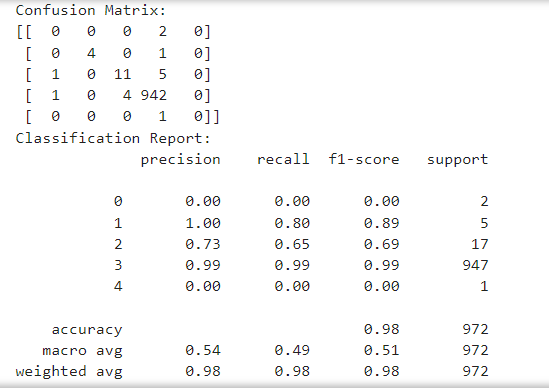 Confusion Matrix:
[[  0   0   0   2   0]
 [  0   4   0   1   0]
 [  1   0  11   5   0]
 [  1   0   4 942   0]
 [  0   0   0   1   0]]
Classification Report:
              precision    recall  f1-score   support

           0       0.00      0.00      0.00         2
           1       1.00      0.80      0.89         5
           2       0.73      0.65      0.69        17
           3       0.99      0.99      0.99       947
           4       0.00      0.00      0.00         1

    accuracy                           0.98       972
   macro avg       0.54      0.49      0.51       972
weighted avg       0.98      0.98      0.98       972